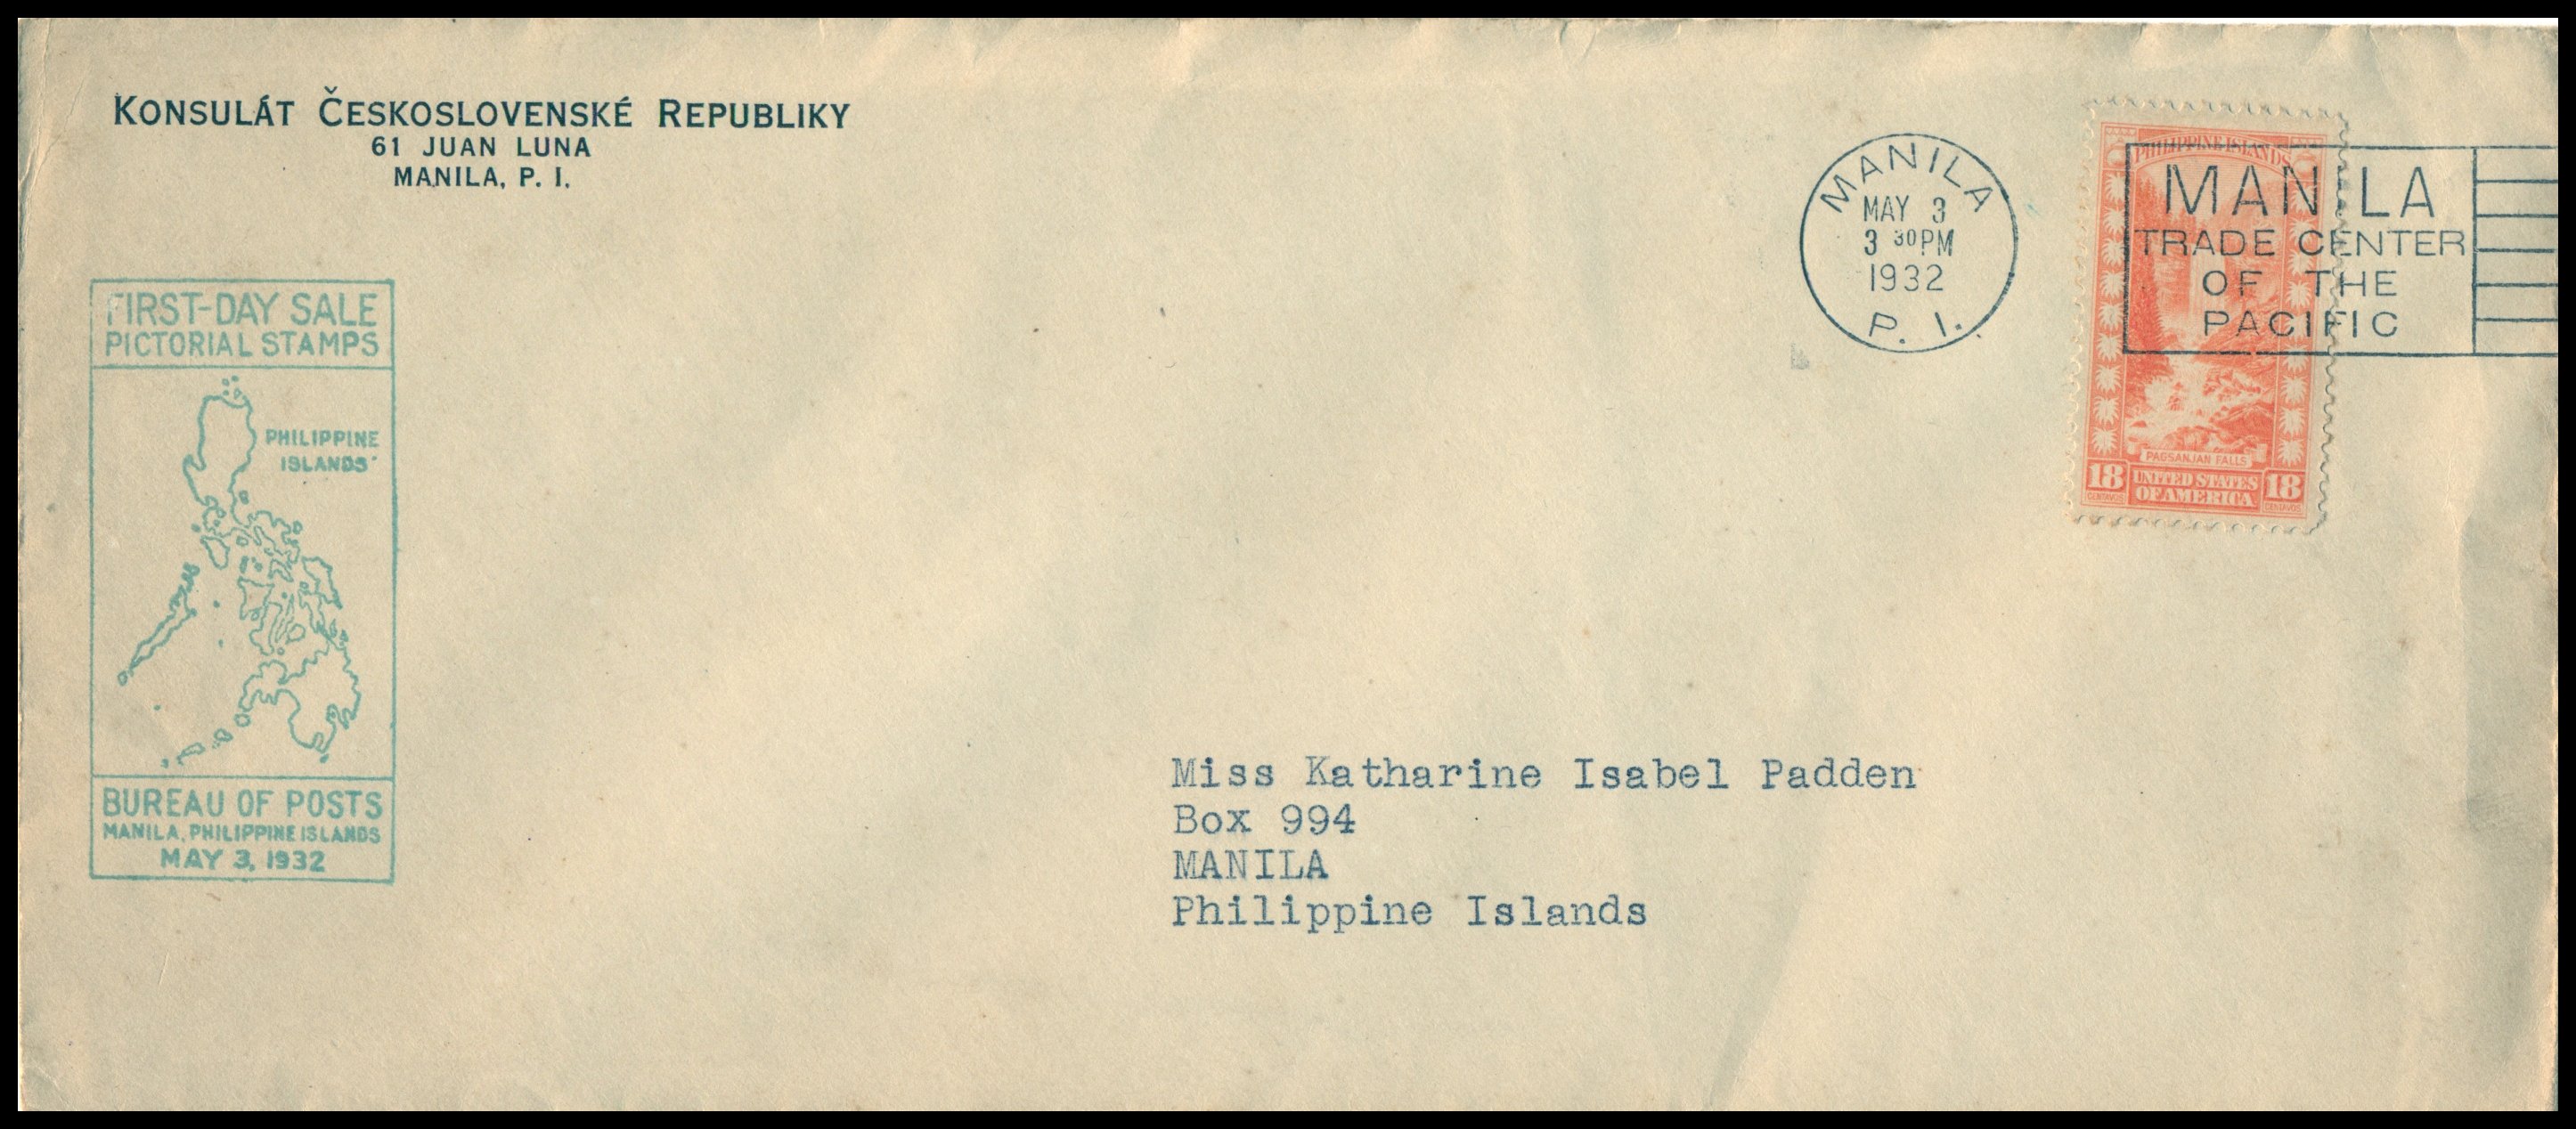 KONSULÁT ČESKOSLOVENSKÉ REPUBLIKY
61 JUAN LUNA
MANILA, P. I.
FIRST-DAY SALE
PICTORIAL STAMPS
PHILIPPINE
ISLANDS
BUREAU OF POSTS
MANILA, PHILIPPINE ISLANDS
MAY 3, 1932
MANILA
MAY 3
3 30PM
1932
P. I.
MANILA
TRADE CENTER
OF THE
PACIFIC
PHILIPPINE ISLANDS
PAGSANJAN FALLS
18 UNITED STATES 18
CENTAVOS OF AMERICA CENTAVOS
Miss Katharine Isabel Padden
Box 994
MANILA
Philippine Islands